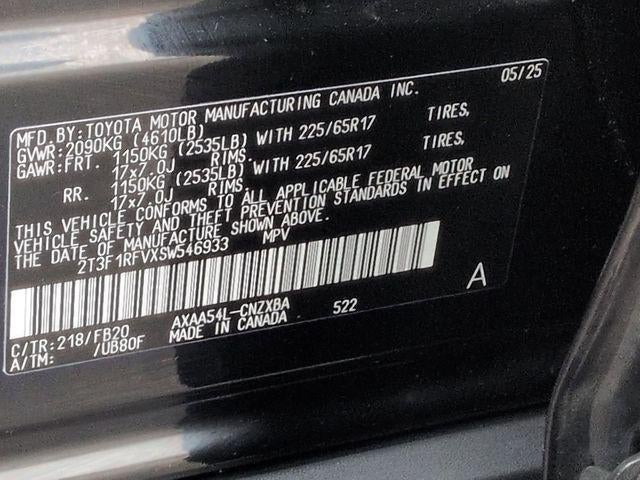 05/25
MFD. BY: TOYOTA MOTOR MANUFACTURING CANADA INC.
GVWR: 2090KG (4610LB)
GAWR: FRT. 1150KG (2535LB) WITH 225/65R17 TIRES,
17x7.0J RIMS.
RR. 1150KG (2535LB) WITH 225/65R17 TIRES,
17x7.0J RIMS.
THIS VEHICLE CONFORMS TO ALL APPLICABLE FEDERAL MOTOR
VEHICLE SAFETY AND THEFT PREVENTION STANDARDS IN EFFECT ON
THE DATE OF MANUFACTURE SHOWN ABOVE.
2T3F1RFVXSW546933 MPV
A
C/TR: 218/FB20 AXAA54L-CNZXBA 522
A/TM: /UB80F MADE IN CANADA